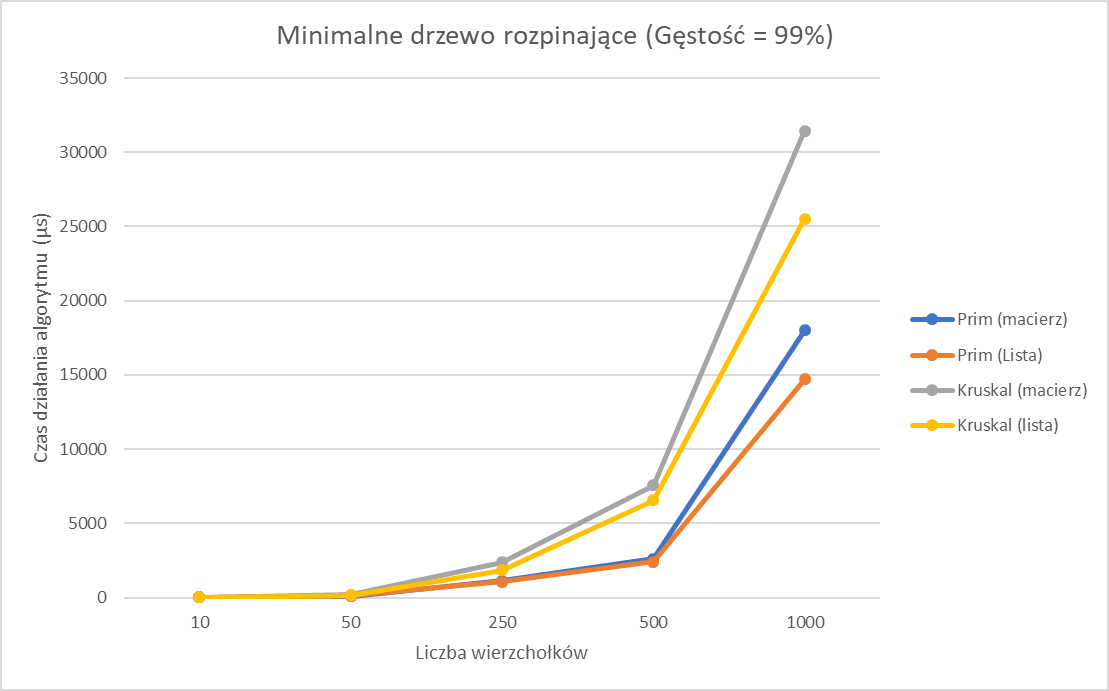 Minimalne drzewo rozpinające (Gęstość = 99%)
35000
30000
25000
20000
15000
10000
5000
0
Czas działania algorytmu (µs)
10 50 250 500 1000
Liczba wierzchołków
Prim (macierz)
Prim (Lista)
Kruskal (macierz)
Kruskal (lista)